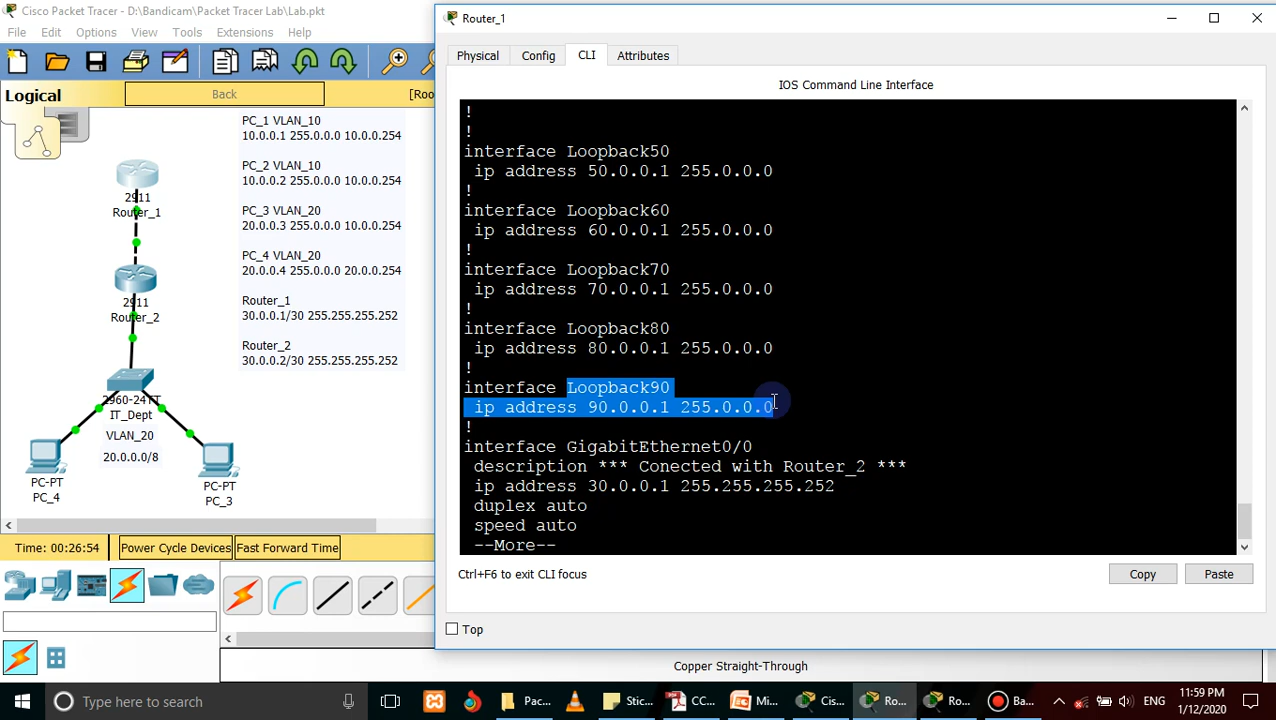 Cisco Packet Tracer - D:\Bandicam\Packet Tracer Lab\Lab.pkt
File Edit Options View Tools Extensions Help
Logical
Back
[Roo
PC_1 VLAN_10
10.0.0.1 255.0.0.0 10.0.0.254
PC_2 VLAN_10
10.0.0.2 255.0.0.0 10.0.0.254
PC_3 VLAN_20
20.0.0.3 255.0.0.0 10.0.0.254
PC_4 VLAN_20
20.0.0.4 255.0.0.0 20.0.0.254
Router_1
30.0.0.1/30 255.255.255.252
Router_2
30.0.0.2/30 255.255.255.252
2911
Router_1
2911
Router_2
2960-24TT
IT_Dept
VLAN_20
20.0.0.0/8
PC-PT
PC_4
PC-PT
PC_3
Time: 00:26:54
Power Cycle Devices
Fast Forward Time
Router_1
Physical Config CLI Attributes
IOS Command Line Interface
!
!
interface Loopback50
ip address 50.0.0.1 255.0.0.0
!
interface Loopback60
ip address 60.0.0.1 255.0.0.0
!
interface Loopback70
ip address 70.0.0.1 255.0.0.0
!
interface Loopback80
ip address 80.0.0.1 255.0.0.0
!
interface Loopback90
ip address 90.0.0.1 255.0.0.0
!
interface GigabitEthernet0/0
description *** Conected with Router_2 ***
ip address 30.0.0.1 255.255.255.252
duplex auto
speed auto
--More--
Ctrl+F6 to exit CLI focus
Copy
Paste
Top
Copper Straight-Through
Type here to search
Pac...
Stic...
CC...
Mi...
Cis...
Ro...
Ro...
Ba...
ENG
11:59 PM
1/12/2020